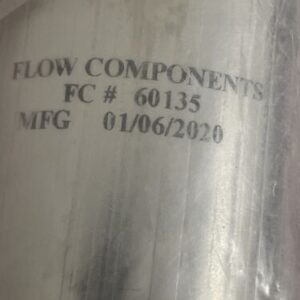 FLOW COMPONENTS
FC # 60135
MFG 01/06/2020